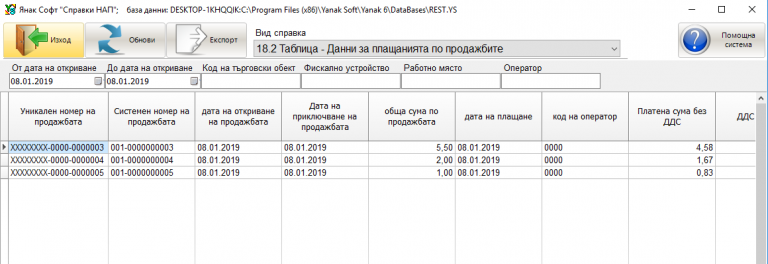 Янак Софт "Справки НАП"; база данни: DESKTOP-1KHQQIK:C:\Program Files (x86)\Yanak Soft\Yanak 6\DataBases\REST.YS
Изход Обнови Експорт
Вид справка
18.2 Таблица - Данни за плащанията по продажбите
Помощна система
От дата на откриване До дата на откриване Код на търговски обект Фискално устройство Работно място Оператор
08.01.2019 08.01.2019
Уникален номер на продажбата Системен номер на продажбата дата на откриване на продажбата Дата на приключване на продажбата обща сума по продажбата дата на плащане код на оператор Платена сума без ДДС ДДС
XXXXXXXX-0000-0000003 001-0000000003 08.01.2019 08.01.2019 5,50 08.01.2019 0000 4,58
XXXXXXXX-0000-0000004 001-0000000004 08.01.2019 08.01.2019 2,00 08.01.2019 0000 1,67
XXXXXXXX-0000-0000005 001-0000000005 08.01.2019 08.01.2019 1,00 08.01.2019 0000 0,83